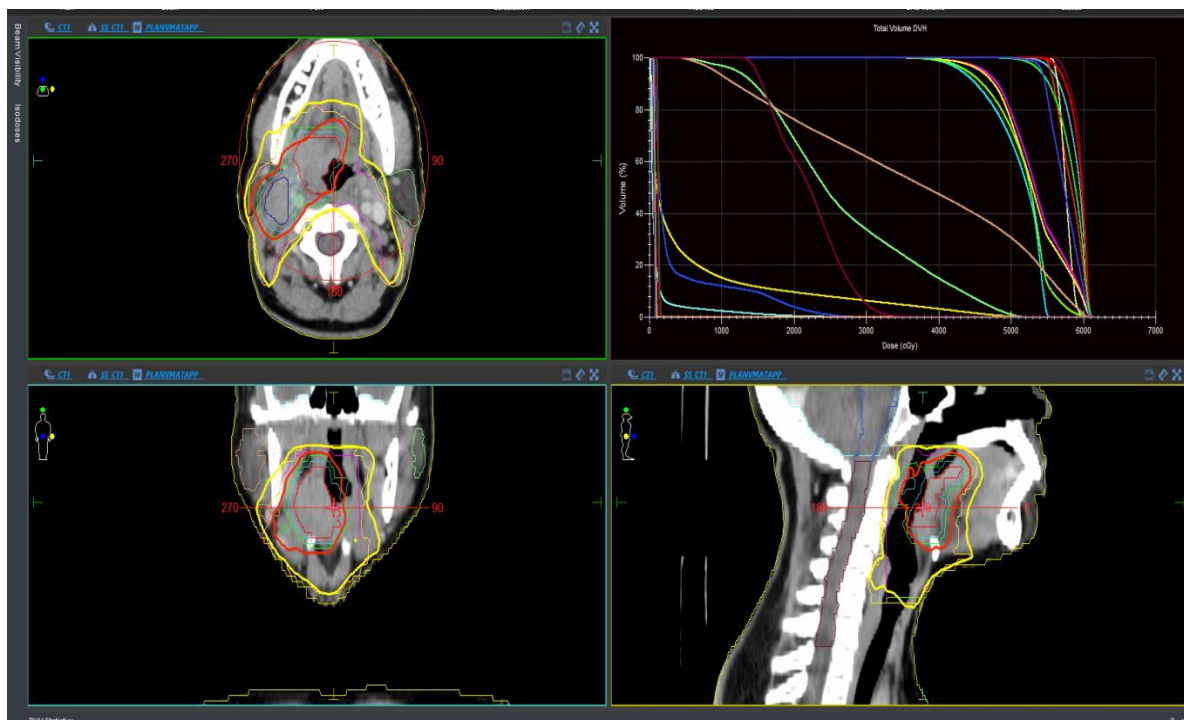 Beam Visibility
Isodoses
CT1 SS CT1 PLANVMATAPP
270
90
180
Total Volume DVH
Volume (%)
100
80
60
40
20
0
0 1000 2000 3000 4000 5000 6000 7000
Dose (cGy)
CT1 SS CT1 PLANVMATAPP
270
90
CT1 SS CT1 PLANVMATAPP
180
DVH Statistics